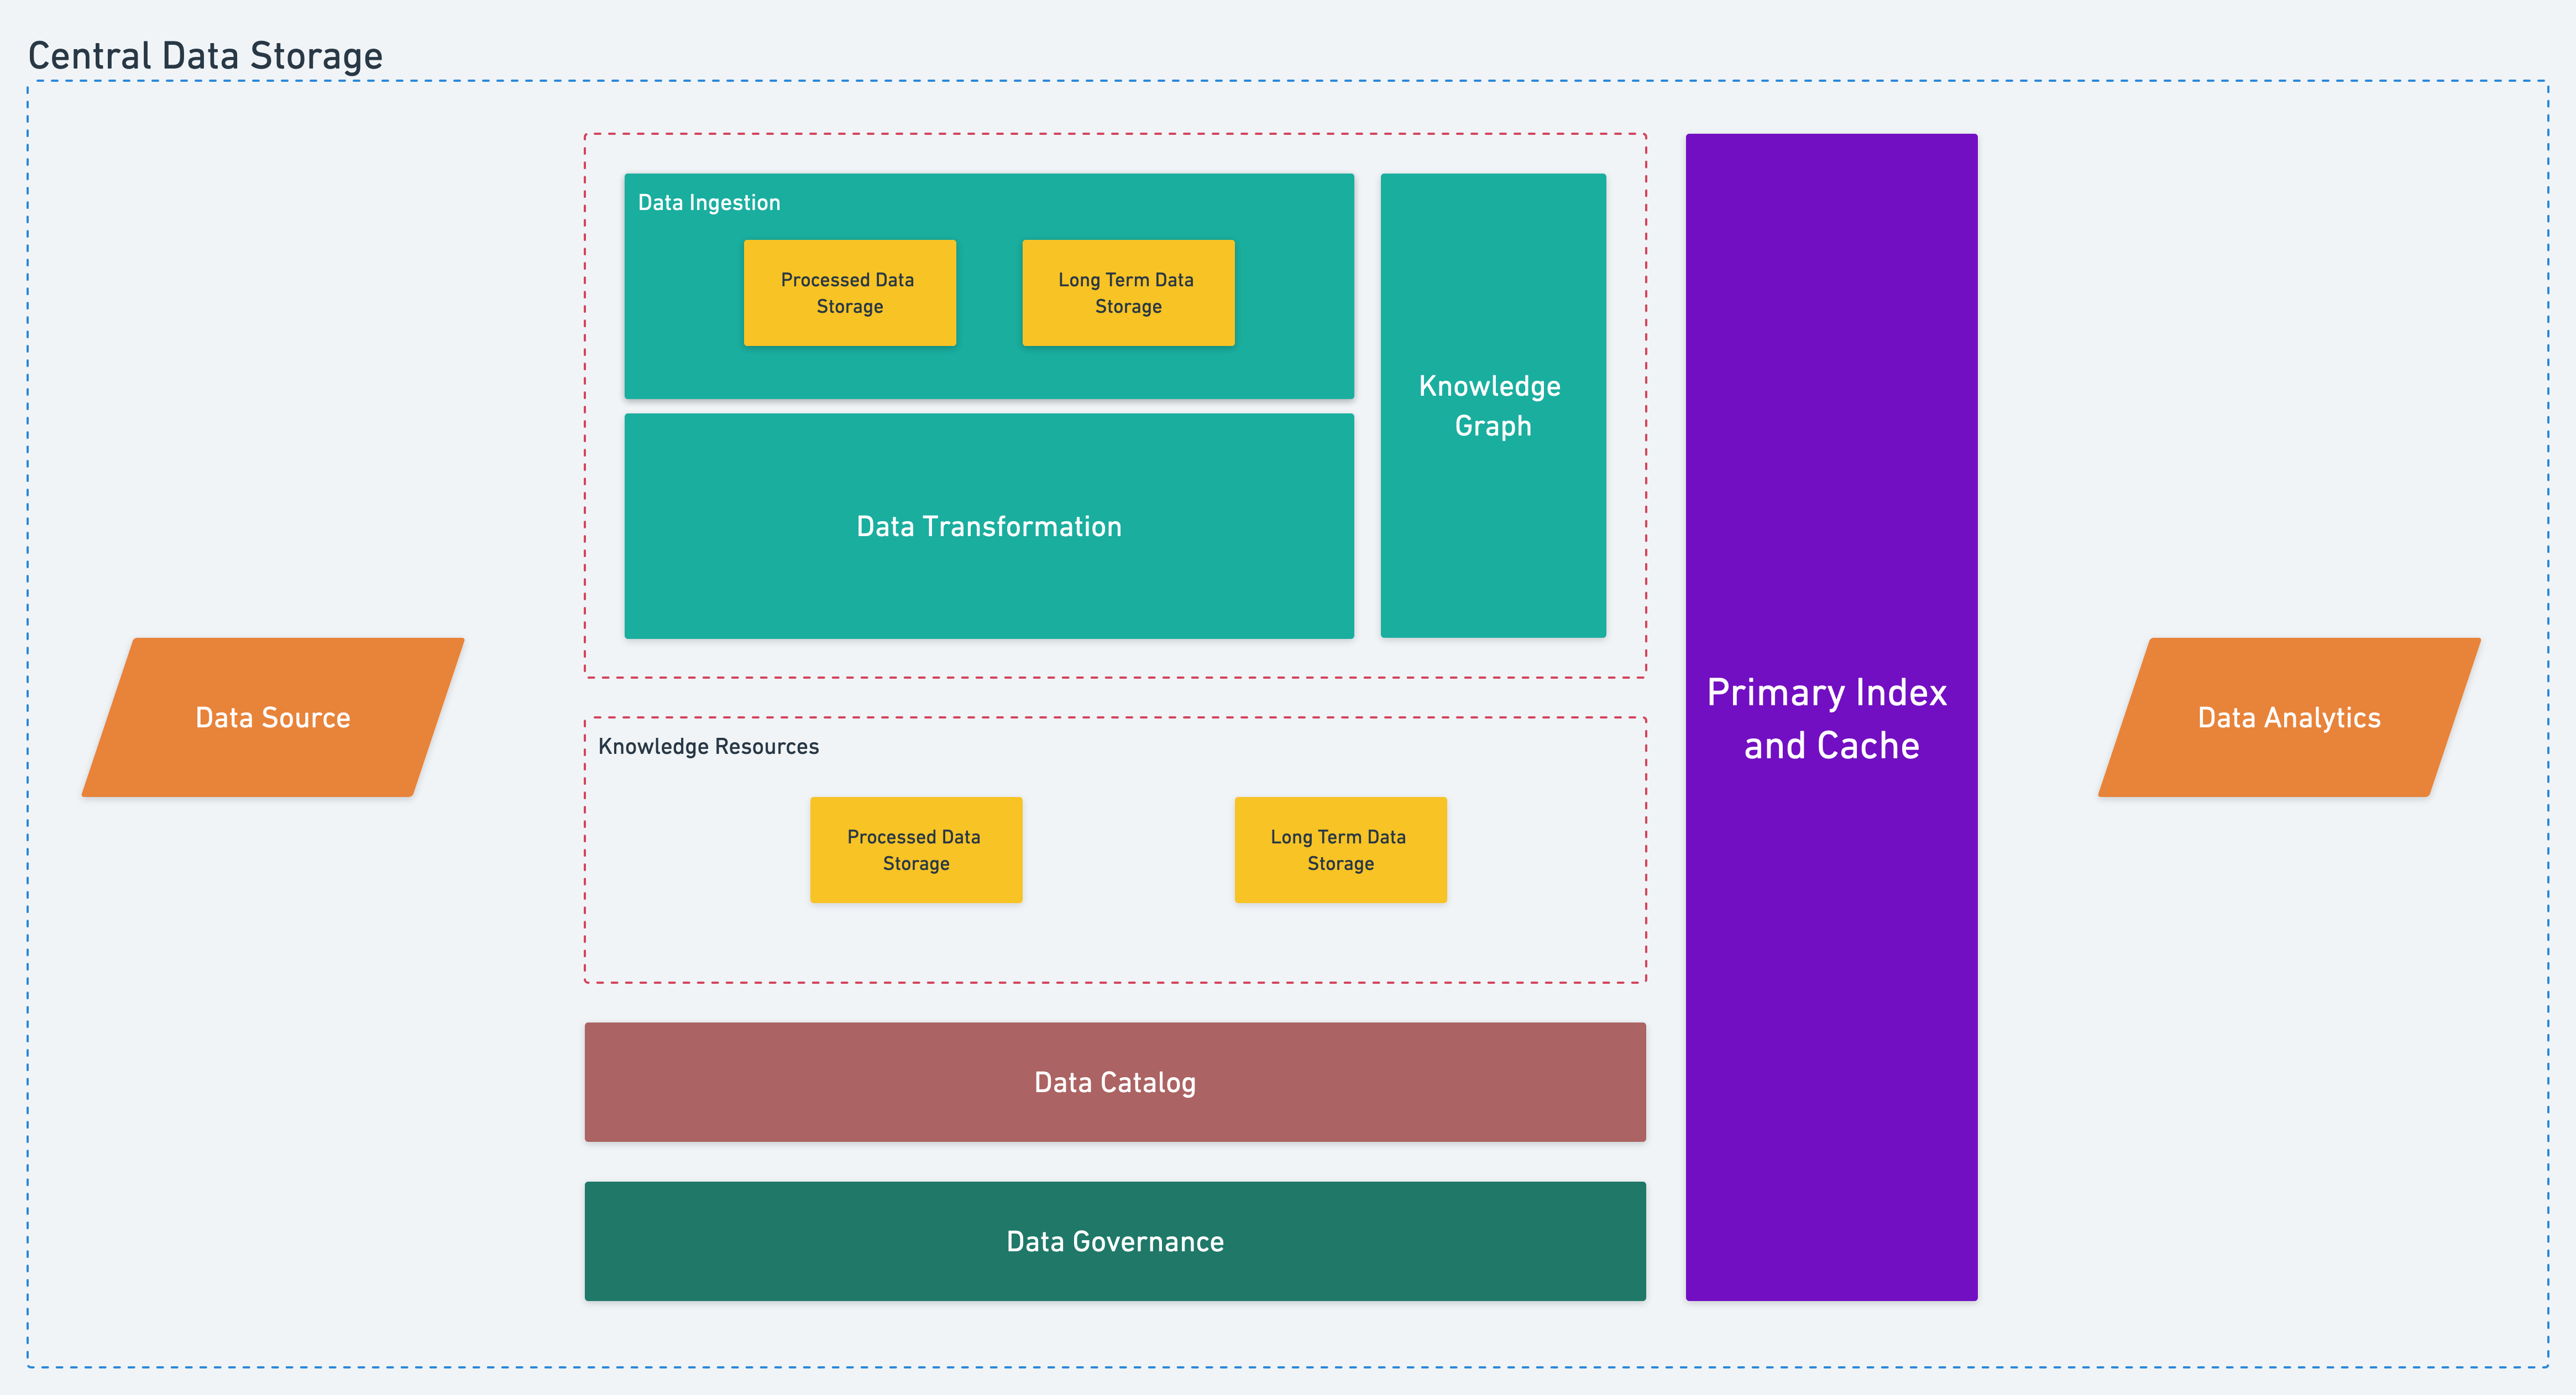 Central Data Storage
Data Ingestion
Processed Data
Storage
Long Term Data
Storage
Knowledge
Graph
Data Transformation
Data Source
Knowledge Resources
Processed Data
Storage
Long Term Data
Storage
Primary Index
and Cache
Data Analytics
Data Catalog
Data Governance